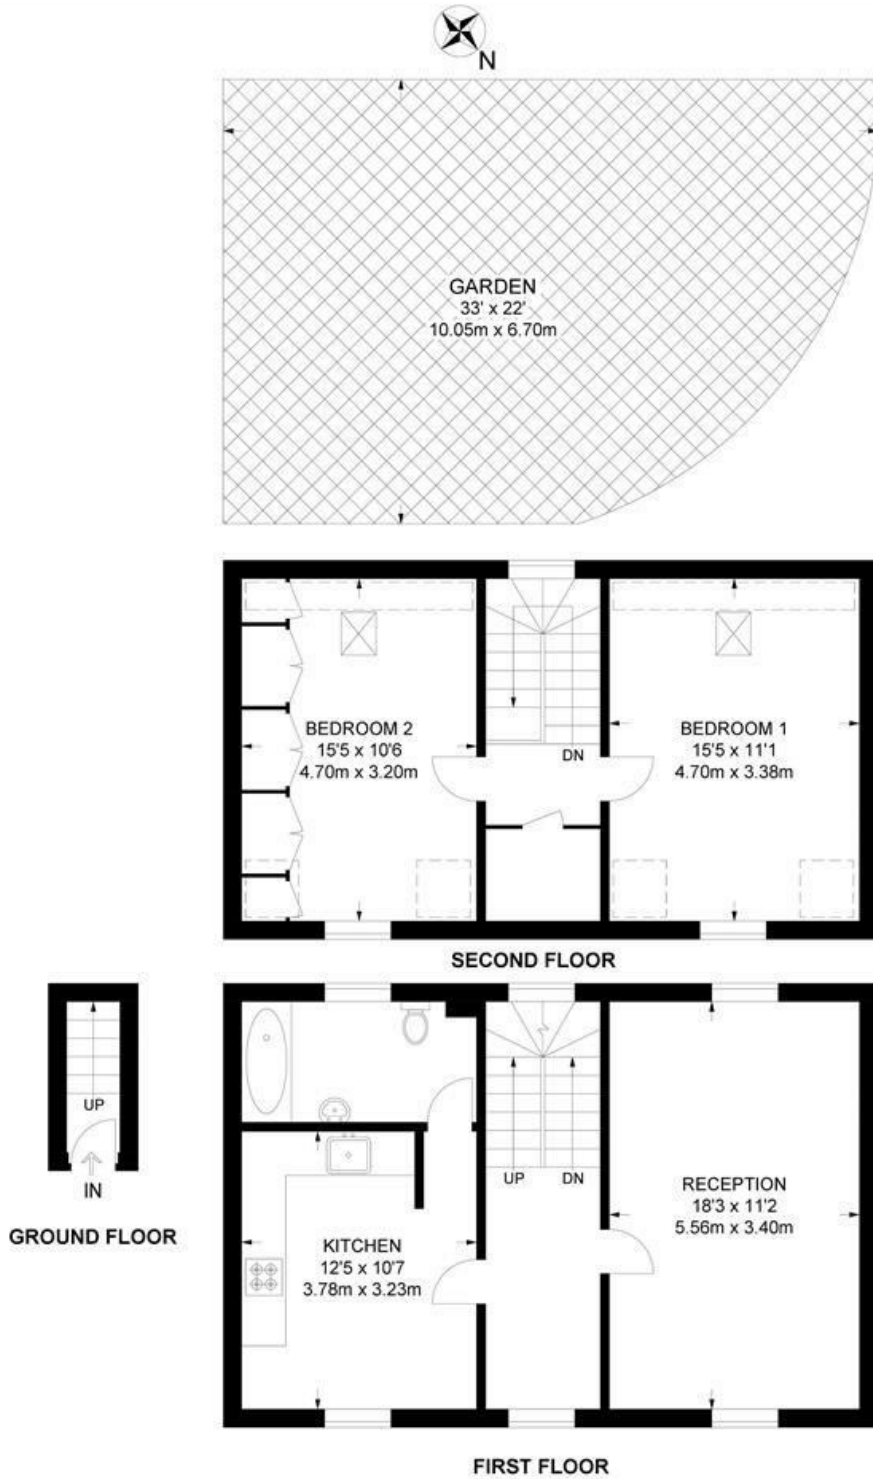 N
GARDEN
33' x 22'
10.05m x 6.70m
BEDROOM 2
15'5 x 10'6
4.70m x 3.20m
DN
BEDROOM 1
15'5 x 11'1
4.70m x 3.38m
SECOND FLOOR
UP
IN
GROUND FLOOR
KITCHEN
12'5 x 10'7
3.78m x 3.23m
UP
DN
RECEPTION
18'3 x 11'2
5.56m x 3.40m
FIRST FLOOR